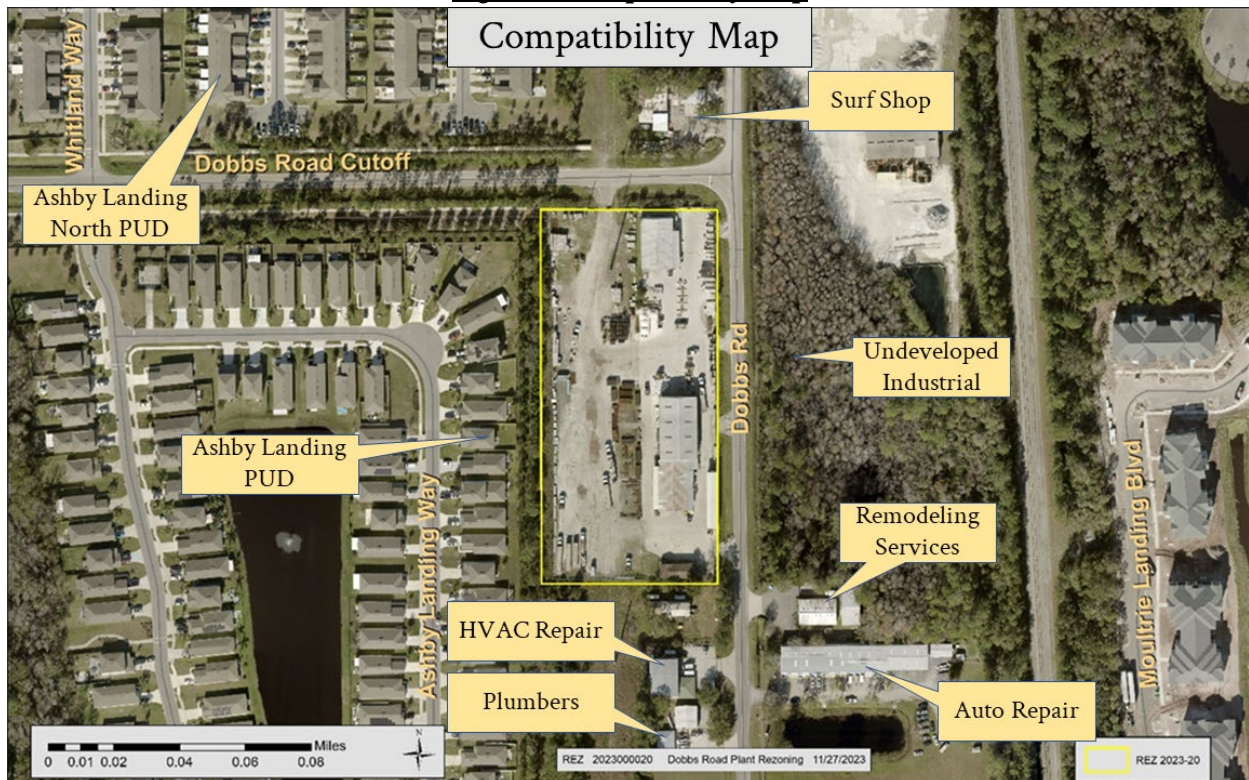 Compatibility Map
Whitland Way
Surf Shop
Dobbs Road Cutoff
Ashby Landing
North PUD
Undeveloped
Industrial
Dobbs Rd
Ashby Landing
PUD
Remodeling
Services
Ashby Landing Way
Moultrie Landing Blvd
HVAC Repair
Plumbers
Auto Repair
Miles
0 0.01 0.02 0.04 0.06 0.08
N
REZ 2023000020 Dobbs Road Plant Rezoning 11/27/2023
REZ 2023-20